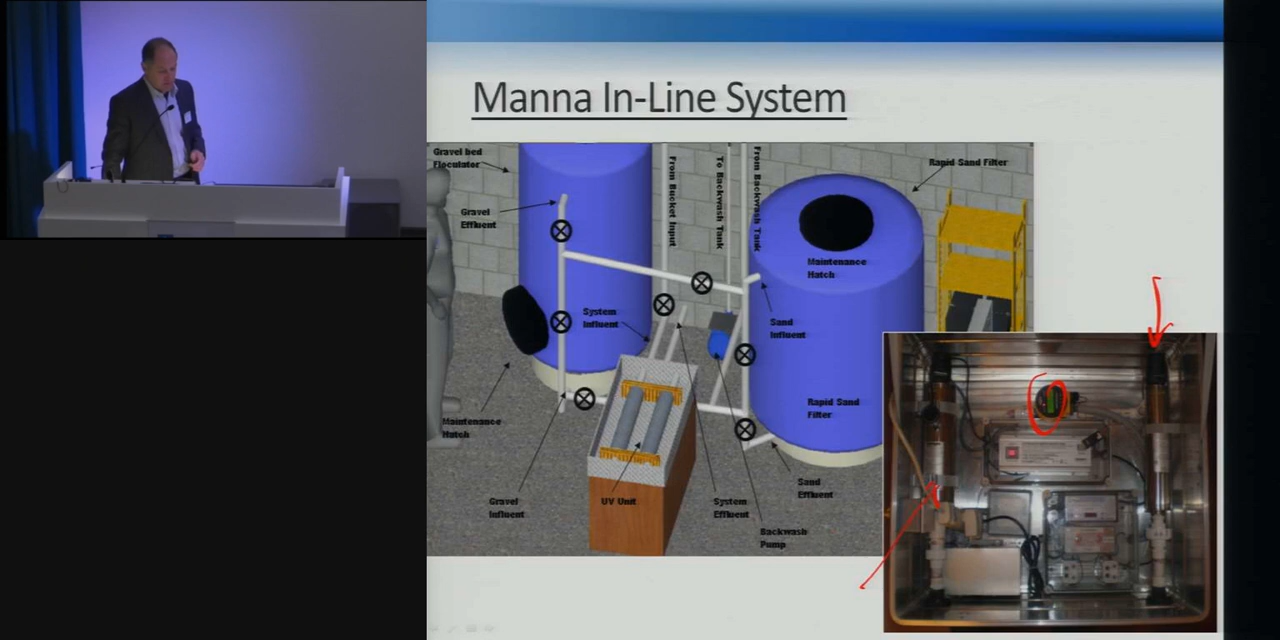 Manna In-Line System
Gravel bed
Floculator
Gravel
Effluent
From Bucket Input
To Backwash Tank
From Backwash Tank
Rapid Sand Filter
Maintenance
Hatch
System
Influent
Sand
Influent
Rapid Sand
Filter
Maintenance
Hatch
Gravel
Influent
UV Unit
System
Effluent
Sand
Effluent
Backwash
Pump